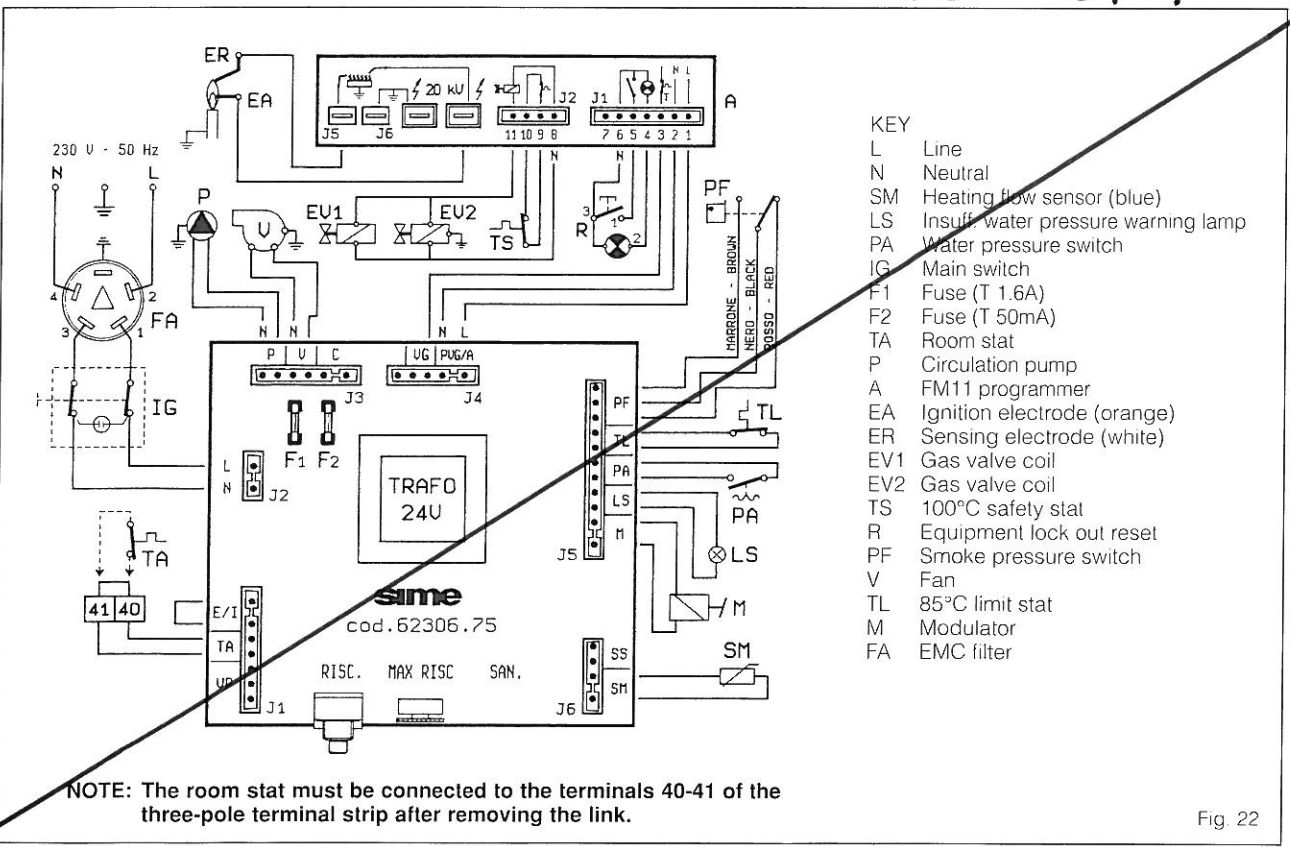 ER
EA
20 kV
J5
J6
J2
11 10 9 8
J1
N L
T
7 6 5 4 3 2 1
A
230 V - 50 Hz
N
L
P
V
EV1
EV2
N
TS
N
3
1
R
2
PF
MARRONE - BROWN
NERO - BLACK
ROSSO - RED
4
2
3
1
FA
IG
N N
N L
P V C
J3
VG PVG/A
J4
F1 F2
L
N
J2
TRAFO
24V
PF
TL
PA
LS
M
J5
TL
PA
LS
M
TA
41 40
E/I
TA
J1
sime
cod.62306.75
RISC. MAX RISC SAN.
SS
SM
J6
SM
KEY
L Line
N Neutral
SM Heating flow sensor (blue)
LS Insuff. water pressure warning lamp
PA Water pressure switch
IG Main switch
F1 Fuse (T 1.6A)
F2 Fuse (T 50mA)
TA Room stat
P Circulation pump
A FM11 programmer
EA Ignition electrode (orange)
ER Sensing electrode (white)
EV1 Gas valve coil
EV2 Gas valve coil
TS 100°C safety stat
R Equipment lock out reset
PF Smoke pressure switch
V Fan
TL 85°C limit stat
M Modulator
FA EMC filter
NOTE: The room stat must be connected to the terminals 40-41 of the
three-pole terminal strip after removing the link.
Fig. 22